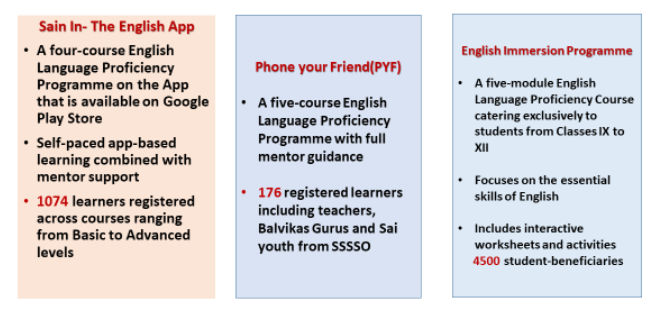 Sain In- The English App
• A four-course English
Language Proficiency
Programme on the App
that is available on Google
Play Store
• Self-paced app-based
learning combined with
mentor support
• 1074 learners registered
across courses ranging
from Basic to Advanced
levels
Phone your Friend(PYF)
• A five-course English
Language Proficiency
Programme with full
mentor guidance
• 176 registered learners
including teachers,
Balvikas Gurus and Sai
youth from SSSSO
English Immersion Programme
• A five-module English
Language Proficiency Course
catering exclusively to
students from Classes IX to
XII
• Focuses on the essential
skills of English
• Includes interactive
worksheets and activities
4500 student-beneficiaries